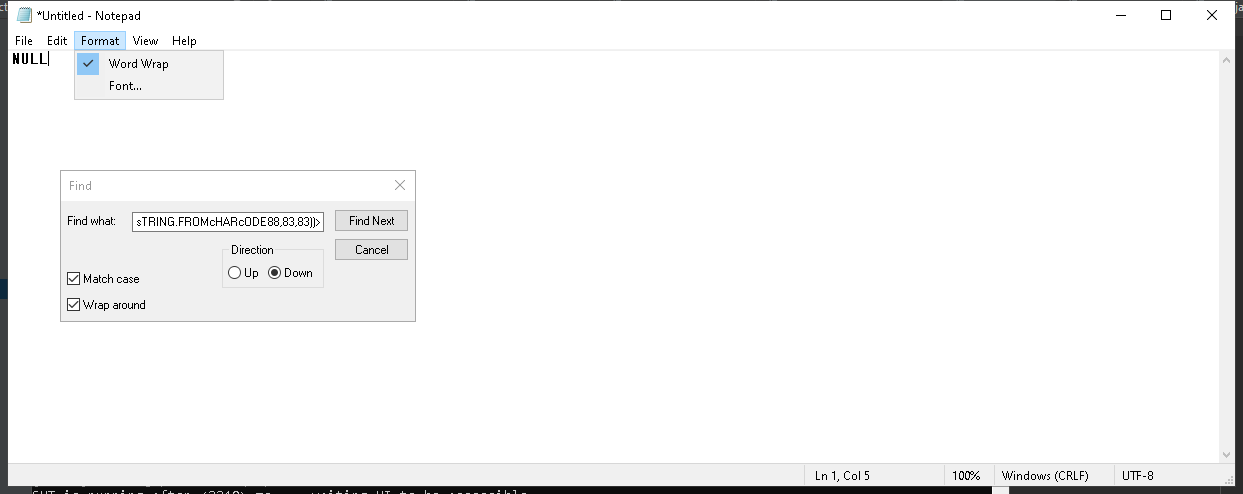 *Untitled - Notepad
File Edit Format View Help
NULL
Word Wrap
Font...
Find
Find what: sTRING.FROMcHARcODE88,83,83))> Find Next
Direction
Cancel
Up Down
Match case
Wrap around
Ln 1, Col 5 100% Windows (CRLF) UTF-8